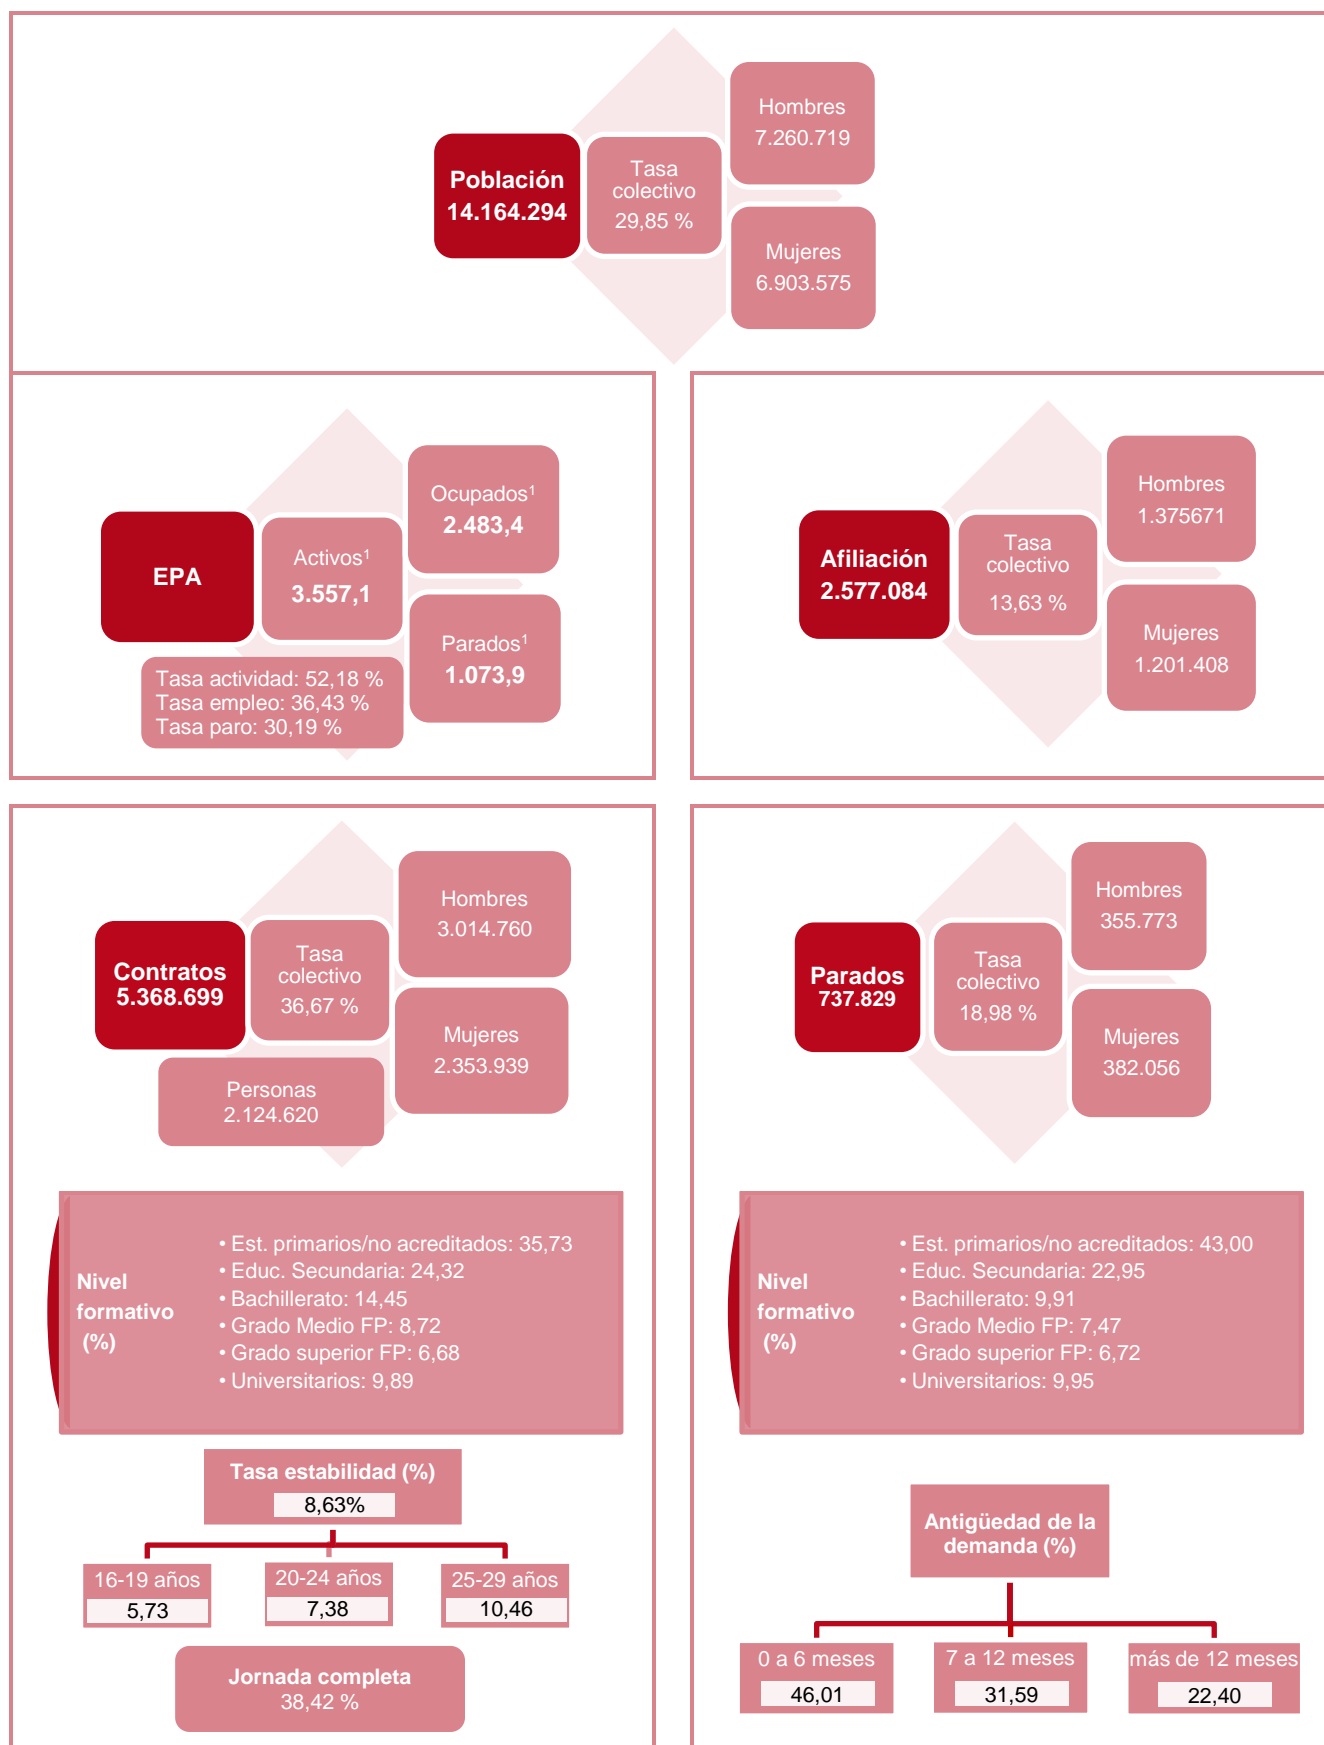 Población
14.164.294
Tasa
colectivo
29,85 %
Hombres
7.260.719
Mujeres
6.903.575
EPA
Activos¹
3.557,1
Ocupados¹
2.483,4
Parados¹
1.073,9
Tasa actividad: 52,18 %
Tasa empleo: 36,43 %
Tasa paro: 30,19 %
Afiliación
2.577.084
Tasa
colectivo
13,63 %
Hombres
1.375671
Mujeres
1.201.408
Contratos
5.368.699
Tasa
colectivo
36,67 %
Hombres
3.014.760
Mujeres
2.353.939
Personas
2.124.620
Nivel
formativo
(%)
• Est. primarios/no acreditados: 35,73
• Educ. Secundaria: 24,32
• Bachillerato: 14,45
• Grado Medio FP: 8,72
• Grado superior FP: 6,68
• Universitarios: 9,89
Tasa estabilidad (%)
8,63%
16-19 años
5,73
20-24 años
7,38
25-29 años
10,46
Jornada completa
38,42 %
Parados
737.829
Tasa
colectivo
18,98 %
Hombres
355.773
Mujeres
382.056
Nivel
formativo
(%)
• Est. primarios/no acreditados: 43,00
• Educ. Secundaria: 22,95
• Bachillerato: 9,91
• Grado Medio FP: 7,47
• Grado superior FP: 6,72
• Universitarios: 9,95
Antigüedad de la
demanda (%)
0 a 6 meses
46,01
7 a 12 meses
31,59
más de 12 meses
22,40